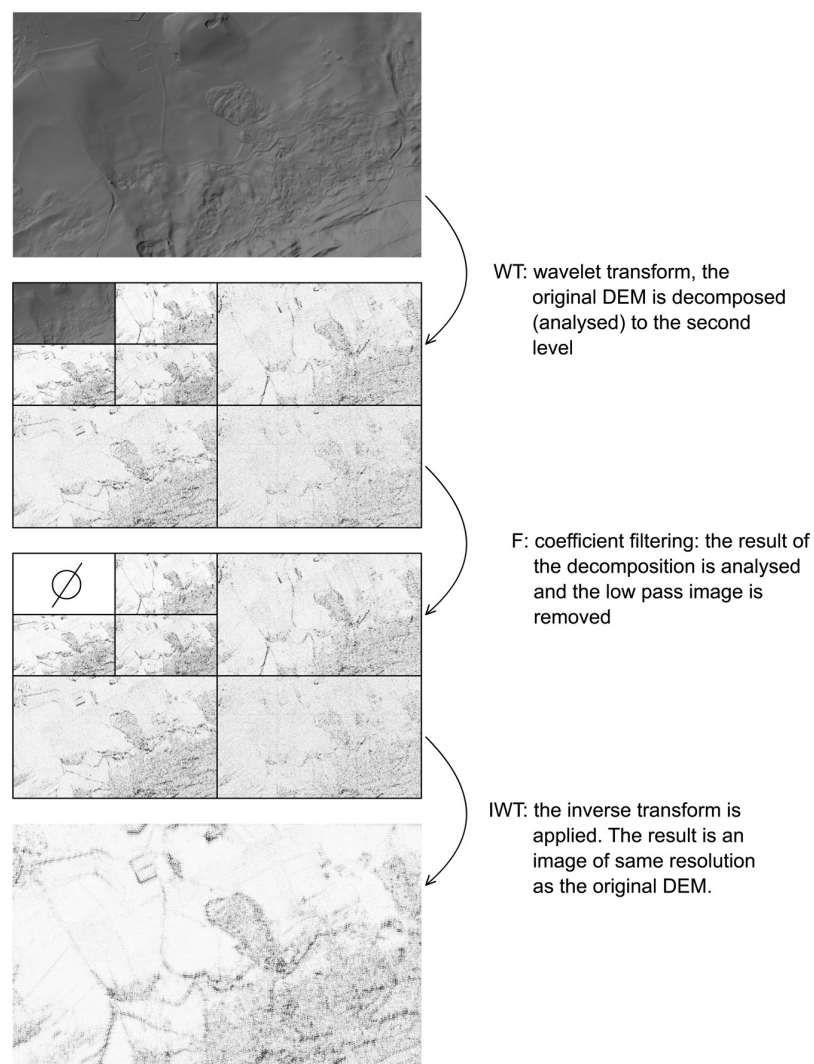 WT: wavelet transform, the
original DEM is decomposed
(analysed) to the second
level
F: coefficient filtering: the result of
the decomposition is analysed
and the low pass image is
removed
IWT: the inverse transform is
applied. The result is an
image of same resolution
as the original DEM.